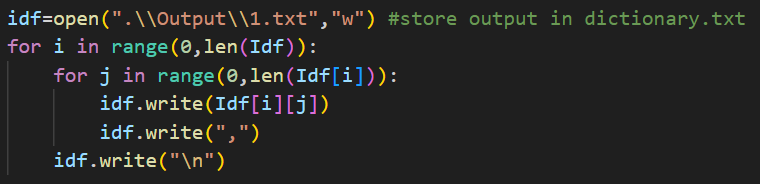 idf=open(".\\Output\\1.txt","w") #store output in dictionary.txt
for i in range(0,len(Idf)):
    for j in range(0,len(Idf[i])):
        idf.write(Idf[i][j])
        idf.write(",")
    idf.write("\n")